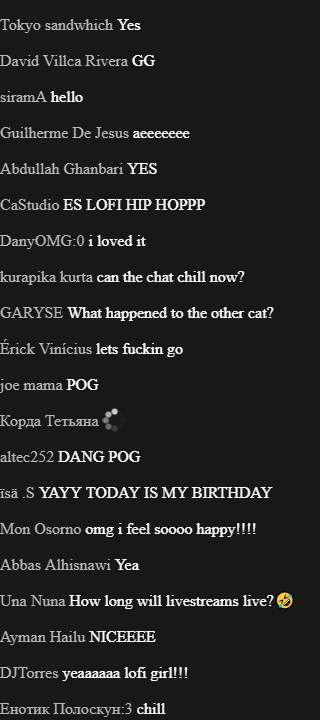 Tokyo sandwhich Yes
David Villca Rivera GG
siramA hello
Guilherme De Jesus aeeeeeee
Abdullah Ghanbari YES
CaStudio ES LOFI HIP HOPPP
DanyOMG:0 i loved it
kurapika kurta can the chat chill now?
GARYSE What happened to the other cat?
Érick Vinícius lets fuckin go
joe mama POG
Корда Тетьяна
altec252 DANG POG
ïsä .S YAYY TODAY IS MY BIRTHDAY
Mon Osorno omg i feel soooo happy!!!!
Abbas Alhisnawi Yea
Una Nuna How long will livestreams live? 🤣
Ayman Hailu NICEEEE
DJTorres yeaaaaaa lofi girl!!!
Енотик Полоскун:3 chill